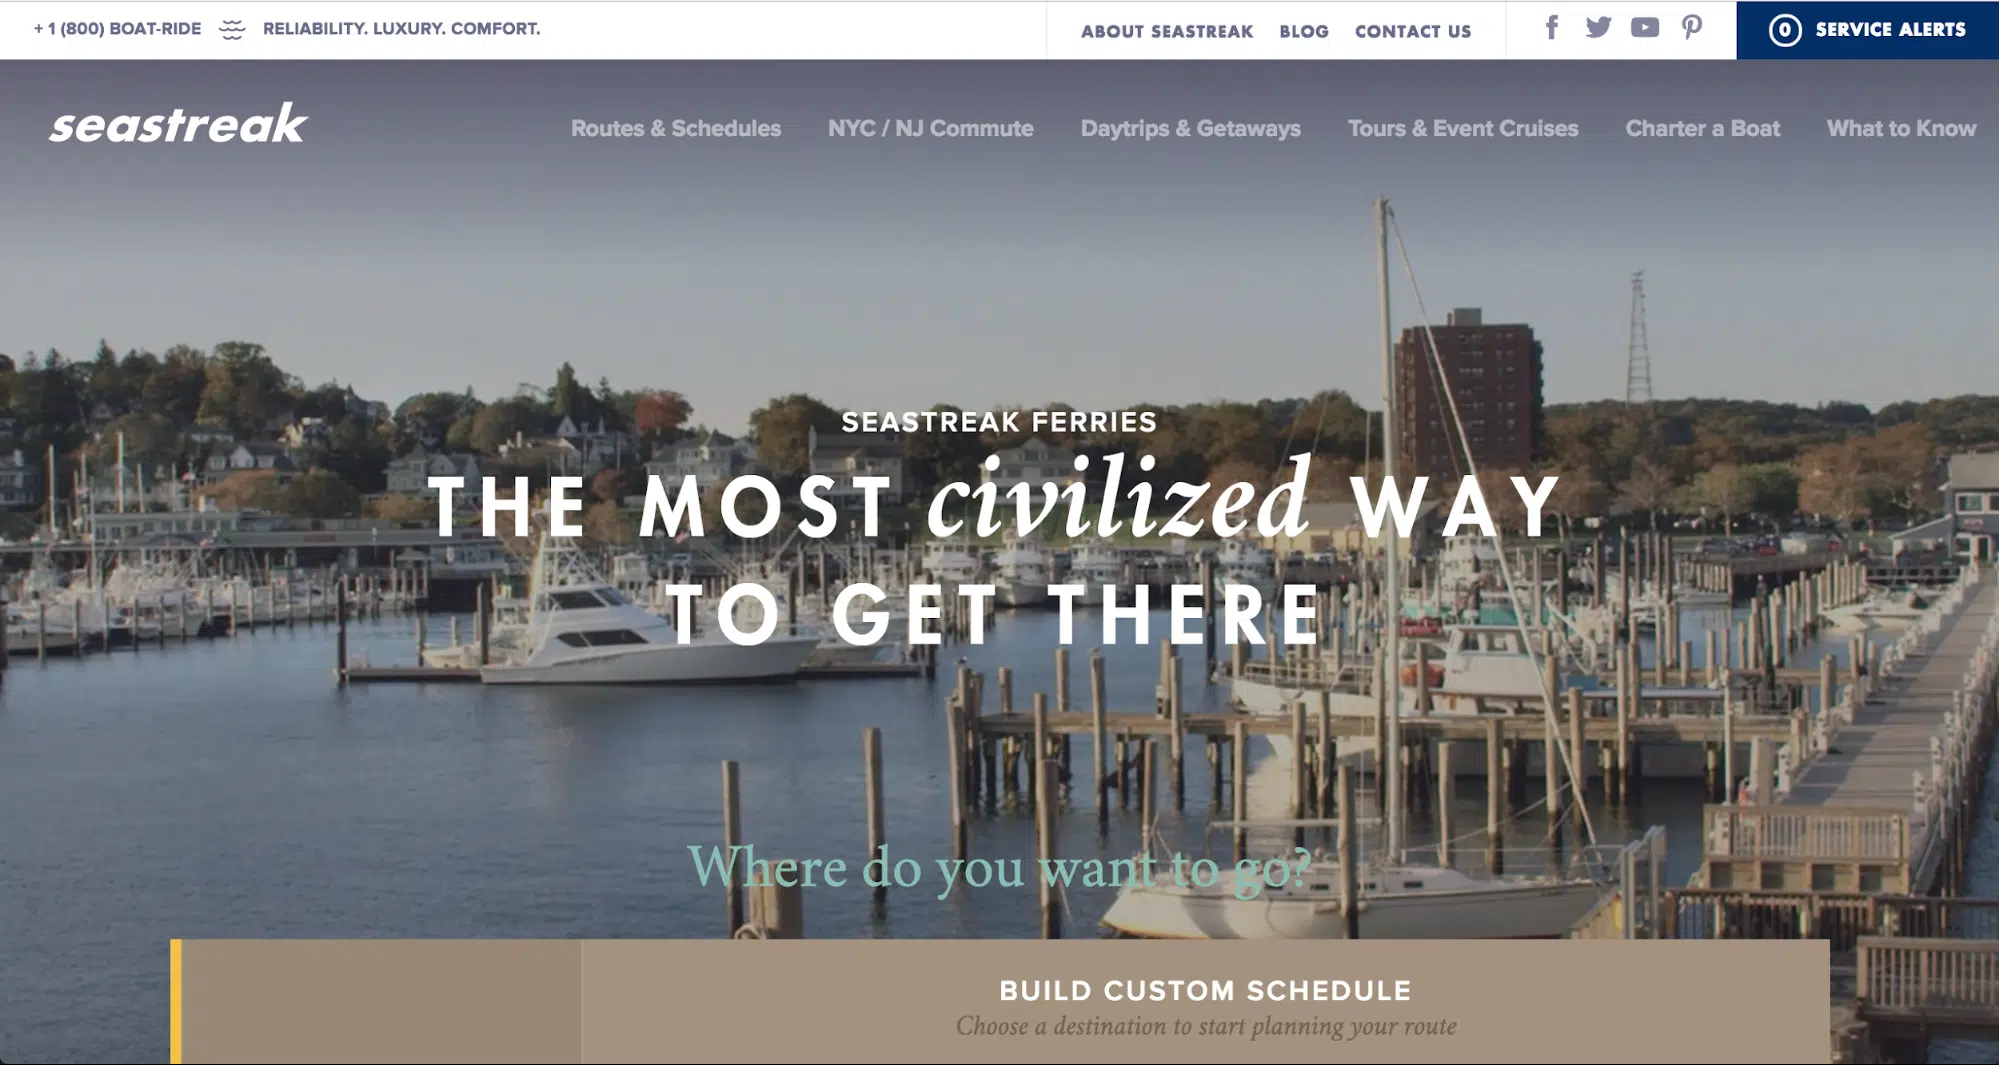 + 1 (800) BOAT-RIDE RELIABILITY. LUXURY. COMFORT.
ABOUT SEASTREAK BLOG CONTACT US
0 SERVICE ALERTS
seastreak
Routes & Schedules NYC / NJ Commute Daytrips & Getaways Tours & Event Cruises Charter a Boat What to Know
SEASTREAK FERRIES
THE MOST civilized WAY
TO GET THERE
Where do you want to go?
BUILD CUSTOM SCHEDULE
Choose a destination to start planning your route